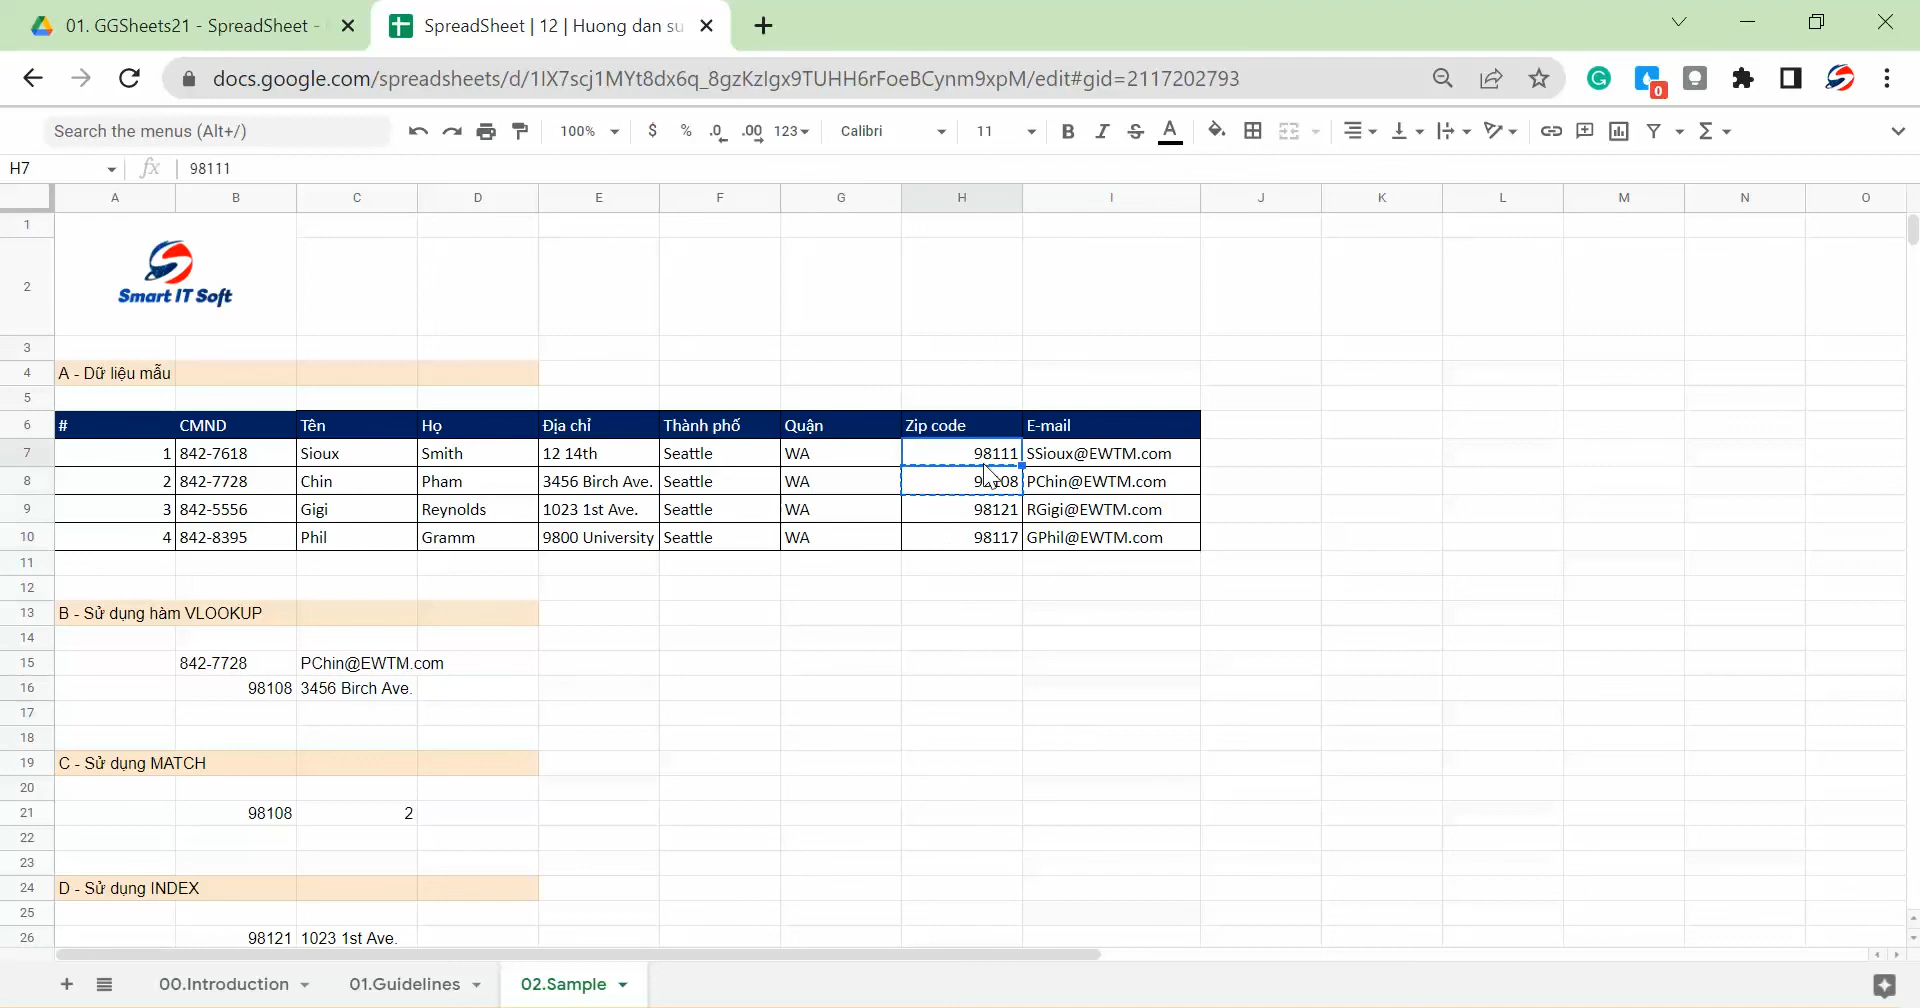 01. GGSheets21 - SpreadSheet -
SpreadSheet | 12 | Huong dan su
docs.google.com/spreadsheets/d/1IX7scj1MYt8dx6q_8gzKzIgx9TUHH6rFoeBCynm9xpM/edit#gid=2117202793
0
Search the menus (Alt+/)
100%
$ % .0 .00 123
Calibri
11
B I S A
H7
fx
98111
A B C D E F G H I J K L M N O
1
2
Smart IT Soft
3
4 A - Dữ liệu mẫu
5
6 # CMND Tên Họ Địa chỉ Thành phố Quận Zip code E-mail
7 1 842-7618 Sioux Smith 12 14th Seattle WA 98111 SSioux@EWTM.com
8 2 842-7728 Chin Pham 3456 Birch Ave. Seattle WA PChin@EWTM.com
9 3 842-5556 Gigi Reynolds 1023 1st Ave. Seattle WA 98121 RGigi@EWTM.com
10 4 842-8395 Phil Gramm 9800 University Seattle WA 98117 GPhil@EWTM.com
11
12
13 B - Sử dụng hàm VLOOKUP
14
15 842-7728 PChin@EWTM.com
16 98108 3456 Birch Ave.
17
18
19 C - Sử dụng MATCH
20
21 98108 2
22
23
24 D - Sử dụng INDEX
25
26 98121 1023 1st Ave.
00.Introduction
01.Guidelines
02.Sample